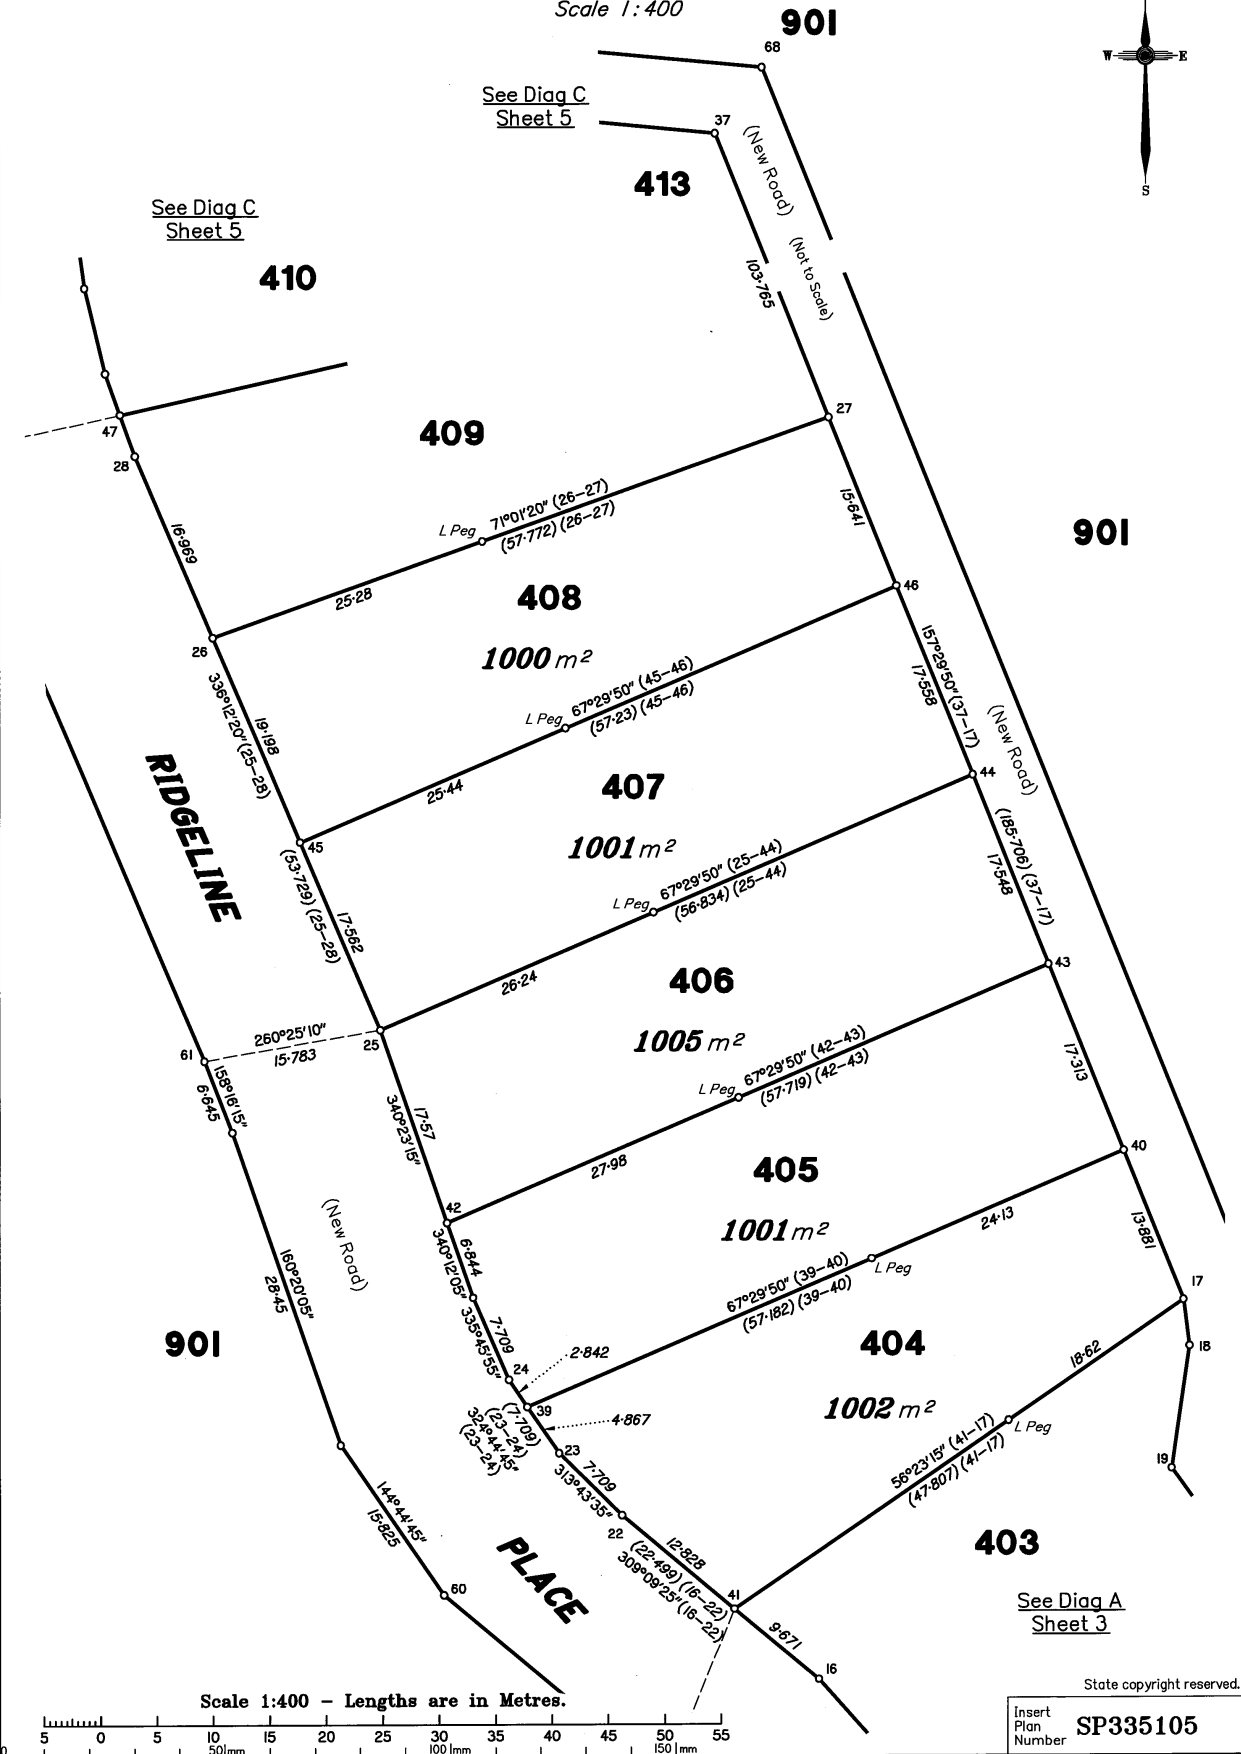 Scale 1:400
901
68
W E
S
See Diag C
Sheet 5
37
(New Road)
413
See Diag C
Sheet 5
410
(Not to Scale)
103·765
47
28
409
27
16·969
71°01'20" (26-27)
L Peg
(57·772) (26-27)
15·641
901
25·28
408
46
1000 m²
26
336°12'20" (25-28)
19·198
67°29'50" (45-46)
L Peg
(57·23) (45-46)
157°29'50" (37-17)
17·558
(New Road)
RIDGELINE
25·44
407
44
1001 m²
45
(53·729) (25-28)
17·562
67°29'50" (25-44)
L Peg
(56·834) (25-44)
(185·706) (37-17)
17·548
26·24
406
43
1005 m²
61
260°25'10"
15·783
25
158°16'15"
6·645
67°29'50" (42-43)
L Peg
(57·719) (42-43)
17·313
17·57
340°23'15"
27·98
405
40
42
1001 m²
24·13
13·881
(New Road)
6·844
340°12'05"
160°20'05"
28·45
67°29'50" (39-40)
L Peg
(57·182) (39-40)
17
7·709
335°45'55"
901
2·842
404
18
18·62
24
39
4·867
1002 m²
(7·709)
(23-24)
324°44'45"
(23-24)
23
7·709
313°43'35"
56°23'15" (41-17)
L Peg
(47·807) (41-17)
19
144°44'45"
15·825
22
12·828
(22·499) (16-22)
309°09'25" (16-22)
403
PLACE
60
41
See Diag A
Sheet 3
9·671
16
State copyright reserved.
Scale 1:400 - Lengths are in Metres.
Insert
Plan
Number
SP335105
5 0 5 10 15 20 25 30 35 40 45 50 55
0 50 mm 100 mm 150 mm